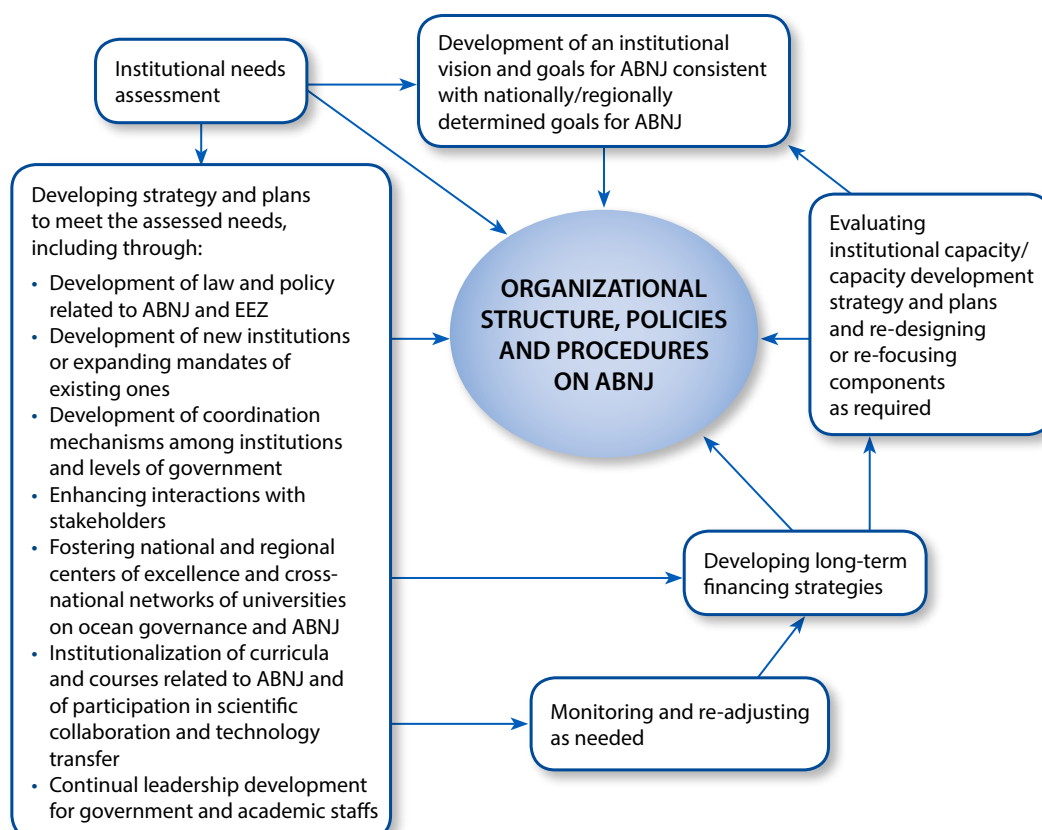 Institutional needs
assessment
Development of an institutional
vision and goals for ABNJ consistent
with nationally/regionally
determined goals for ABNJ
Developing strategy and plans
to meet the assessed needs,
including through:
• Development of law and policy
related to ABNJ and EEZ
• Development of new institutions
or expanding mandates of
existing ones
• Development of coordination
mechanisms among institutions
and levels of government
• Enhancing interactions with
stakeholders
• Fostering national and regional
centers of excellence and cross-
national networks of universities
on ocean governance and ABNJ
• Institutionalization of curricula
and courses related to ABNJ and
of participation in scientific
collaboration and technology
transfer
• Continual leadership development
for government and academic staffs
ORGANIZATIONAL
STRUCTURE, POLICIES
AND PROCEDURES
ON ABNJ
Evaluating
institutional capacity/
capacity development
strategy and plans
and re-designing
or re-focusing
components
as required
Developing long-term
financing strategies
Monitoring and re-adjusting
as needed